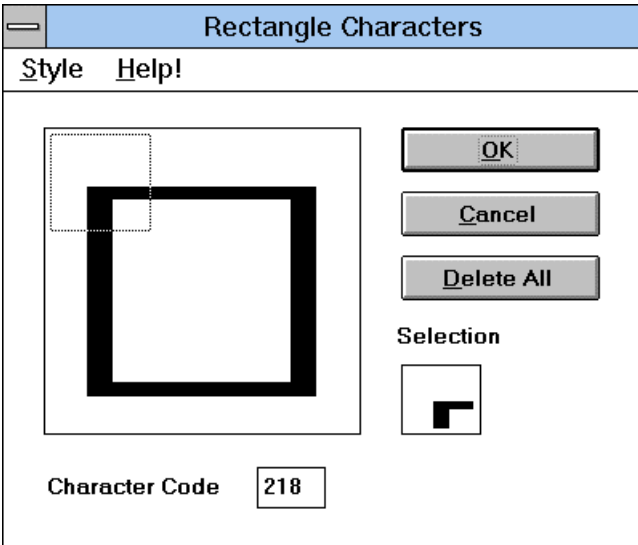 Rectangle Characters
Style Help!
OK
Cancel
Delete All
Selection
Character Code 218